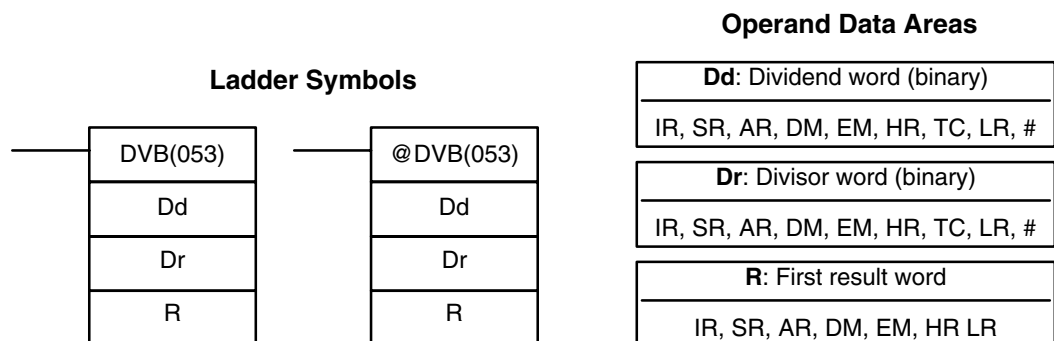 Operand Data Areas
Ladder Symbols
DVB(053)
Dd
Dr
R
@DVB(053)
Dd
Dr
R
Dd: Dividend word (binary)
IR, SR, AR, DM, EM, HR, TC, LR, #
Dr: Divisor word (binary)
IR, SR, AR, DM, EM, HR, TC, LR, #
R: First result word
IR, SR, AR, DM, EM, HR LR